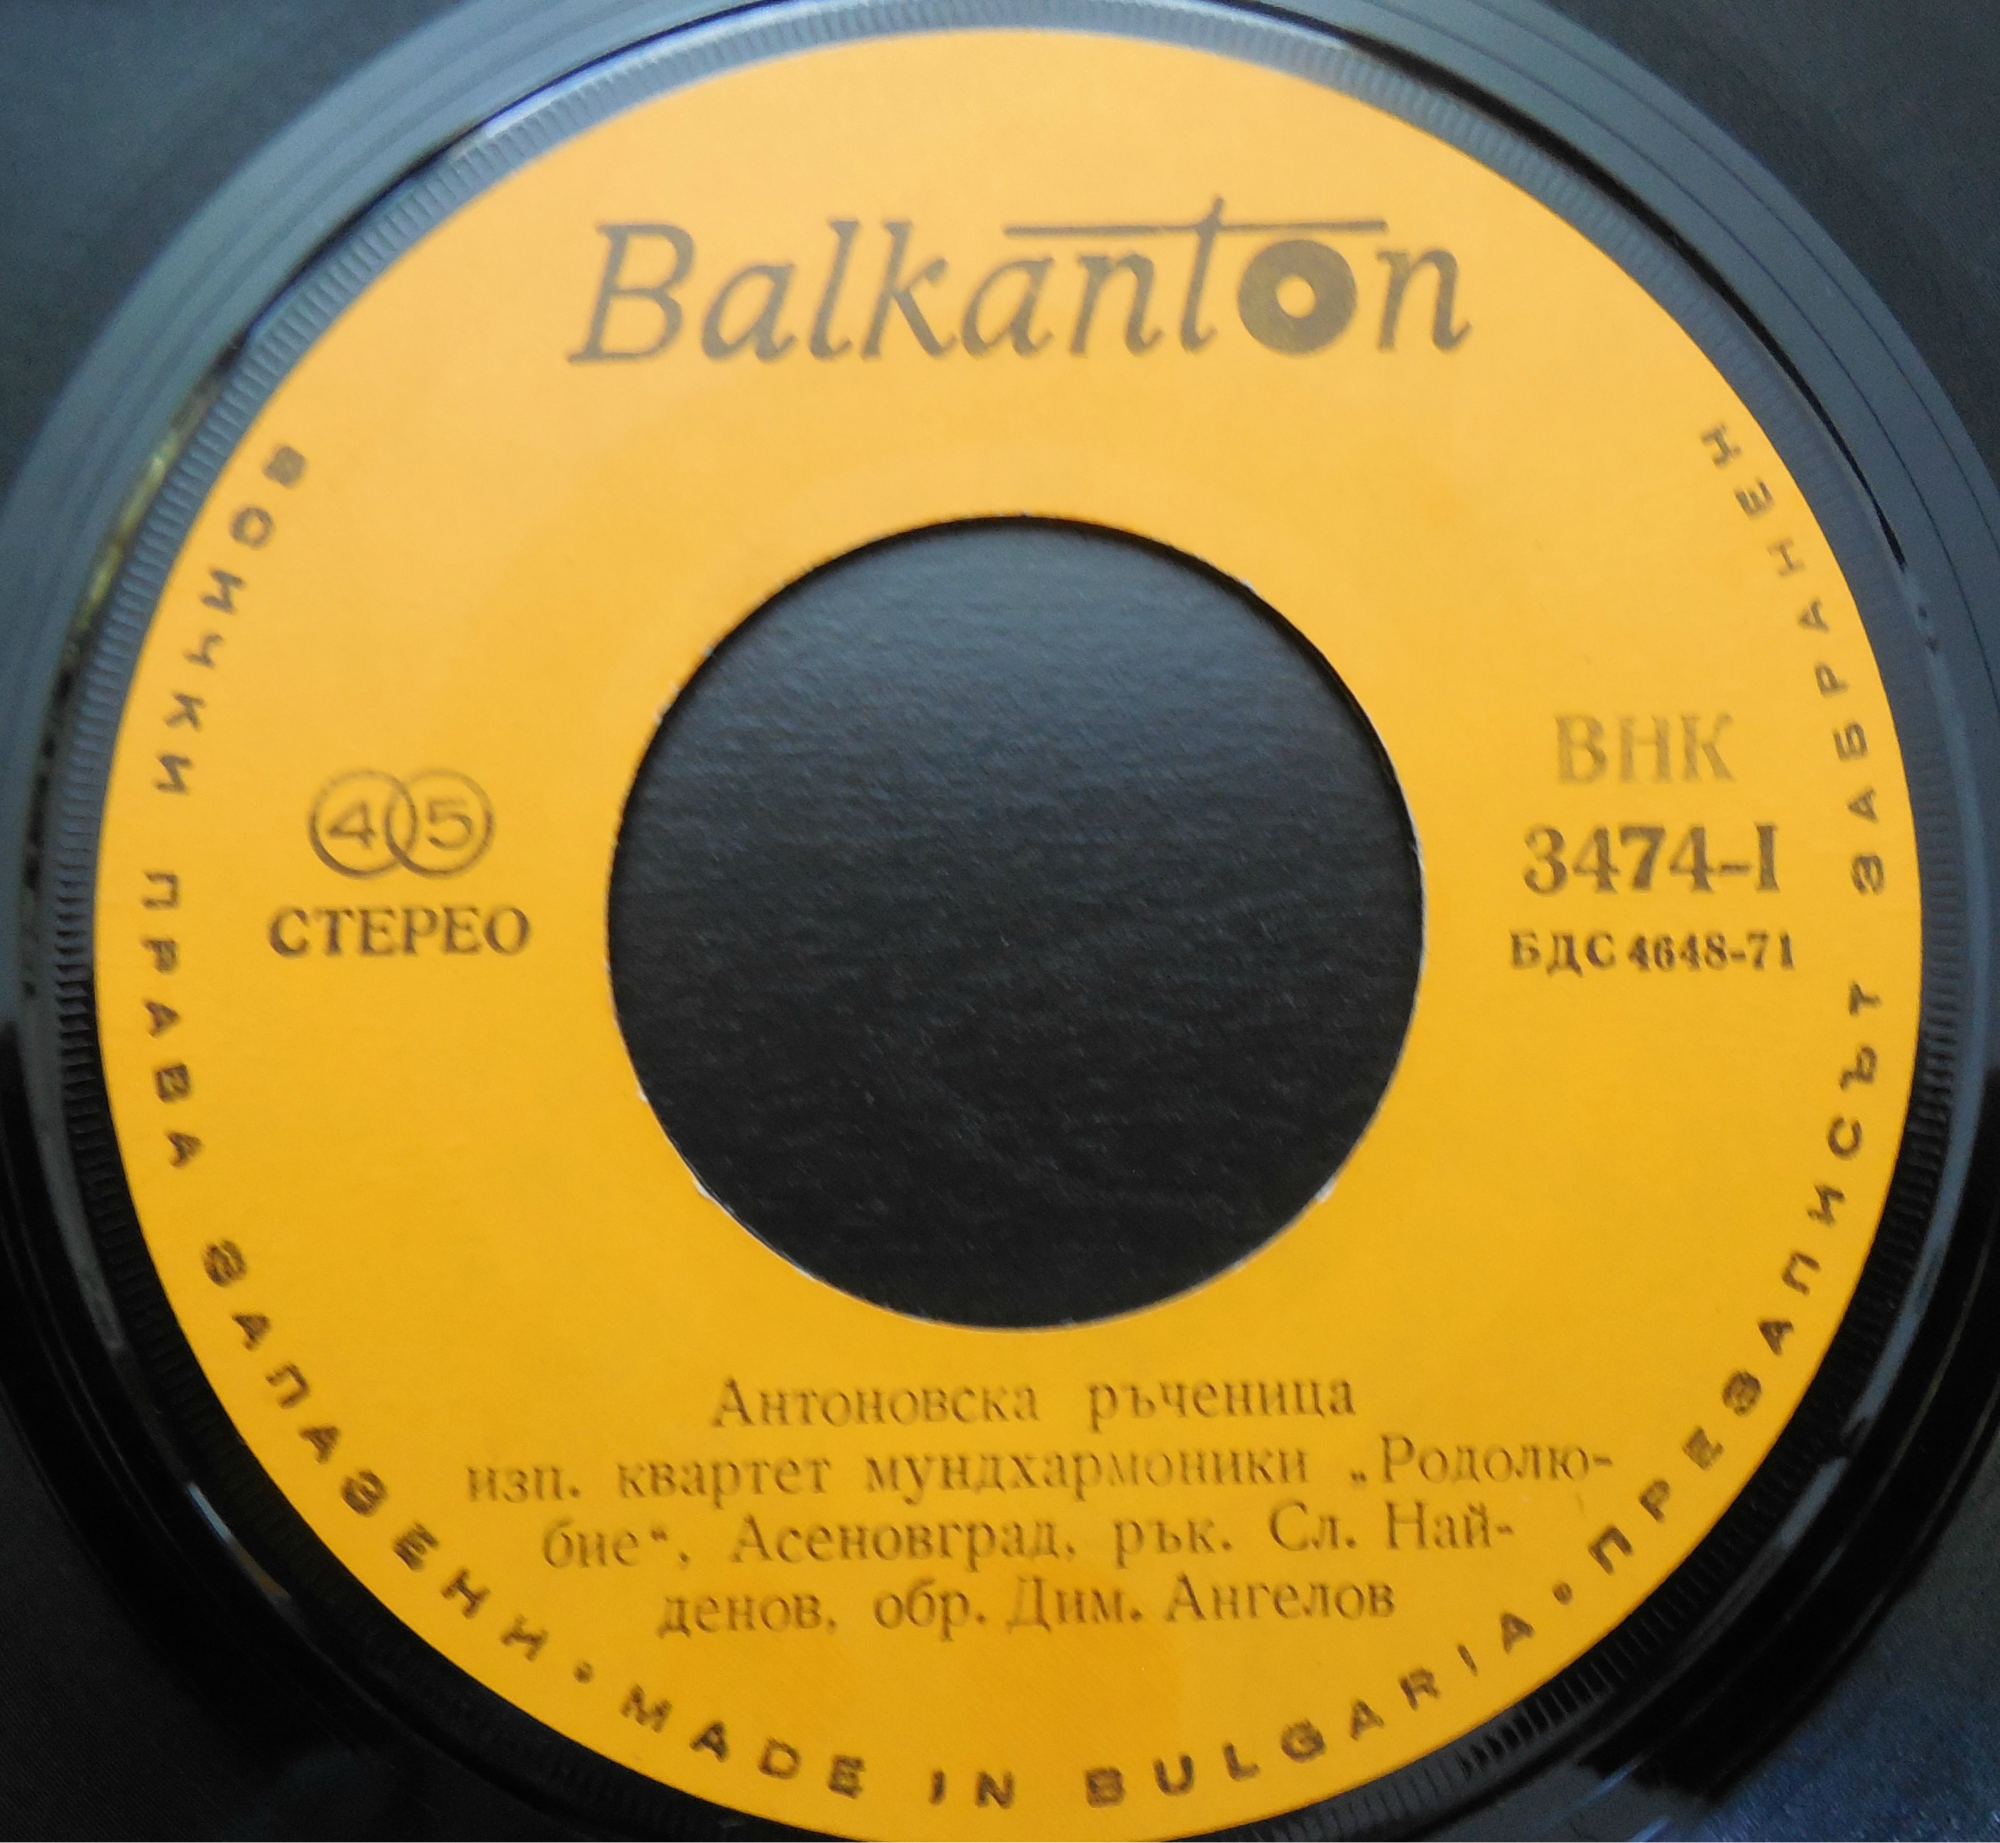 Balkanton
45
СТЕРЕО
ВНК
3474-I
БДС 4648-71
Антоновска ръченица
изп. квартет мундхармоники „Родолю-
бие“, Асеновград, рък. Сл. Най-
денов, обр. Дим. Ангелов
ВСИЧКИ ПРАВА ЗАПАЗЕНИ • MADE IN BULGARIA • ПРЕЗАПИСЪТ ЗАБРАНЕН